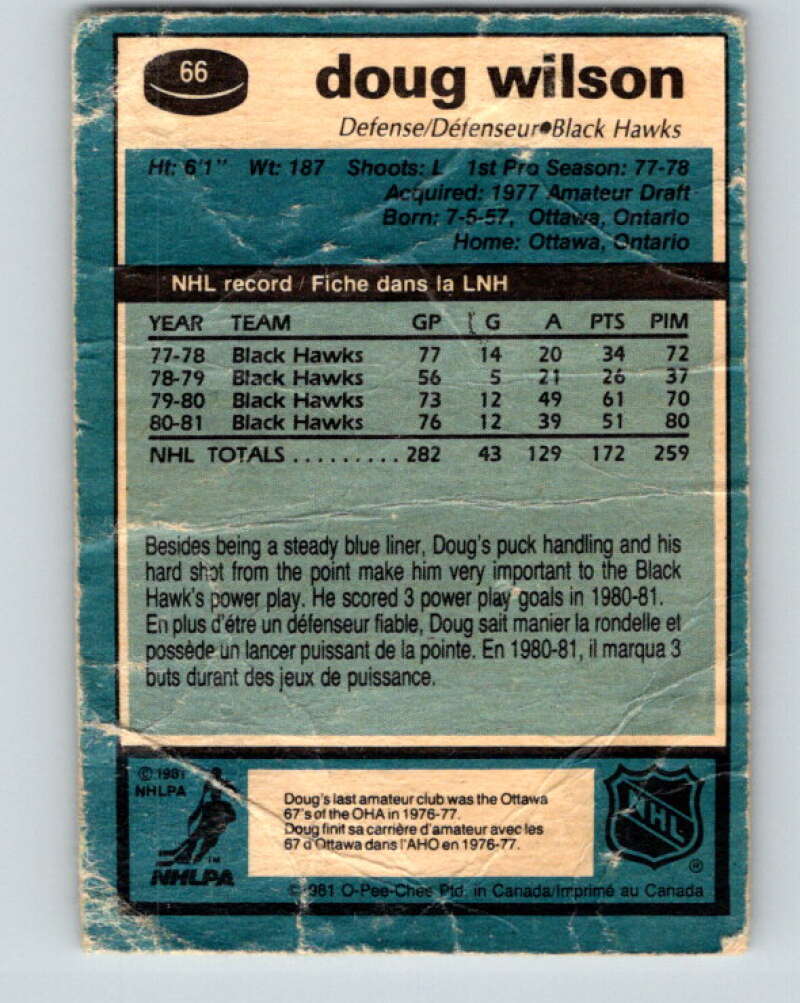 66
doug wilson
Defense/Défenseur•Black Hawks
Ht: 6'1" Wt: 187 Shoots: L 1st Pro Season: 77-78
Acquired: 1977 Amateur Draft
Born: 7-5-57, Ottawa, Ontario
Home: Ottawa, Ontario
NHL record / Fiche dans la LNH
YEAR TEAM GP G A PTS PIM
77-78 Black Hawks 77 14 20 34 72
78-79 Black Hawks 56 5 21 26 37
79-80 Black Hawks 73 12 49 61 70
80-81 Black Hawks 76 12 39 51 80
NHL TOTALS ......... 282 43 129 172 259
Besides being a steady blue liner, Doug's puck handling and his
hard shot from the point make him very important to the Black
Hawk's power play. He scored 3 power play goals in 1980-81.
En plus d'étre un défenseur fiable, Doug sait manier la rondelle et
possède un lancer puissant de la pointe. En 1980-81, il marqua 3
buts durant des jeux de puissance.
© 1981
NHLPA
Doug's last amateur club was the Ottawa
67's of the OHA in 1976-77.
Doug finit sa carrière d'amateur avec les
67 d'Ottawa dans l'AHO en 1976-77.
NHL
®
TM
NHLPA
© 1981 O-Pee-Chee Ptd. in Canada/Imprimé au Canada